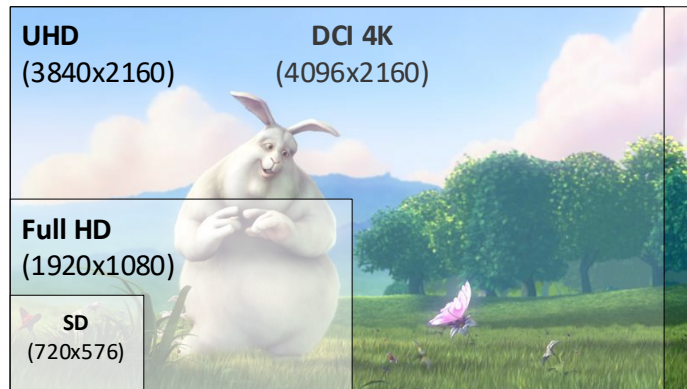 UHD
(3840x2160)
DCI 4K
(4096x2160)
Full HD
(1920x1080)
SD
(720x576)